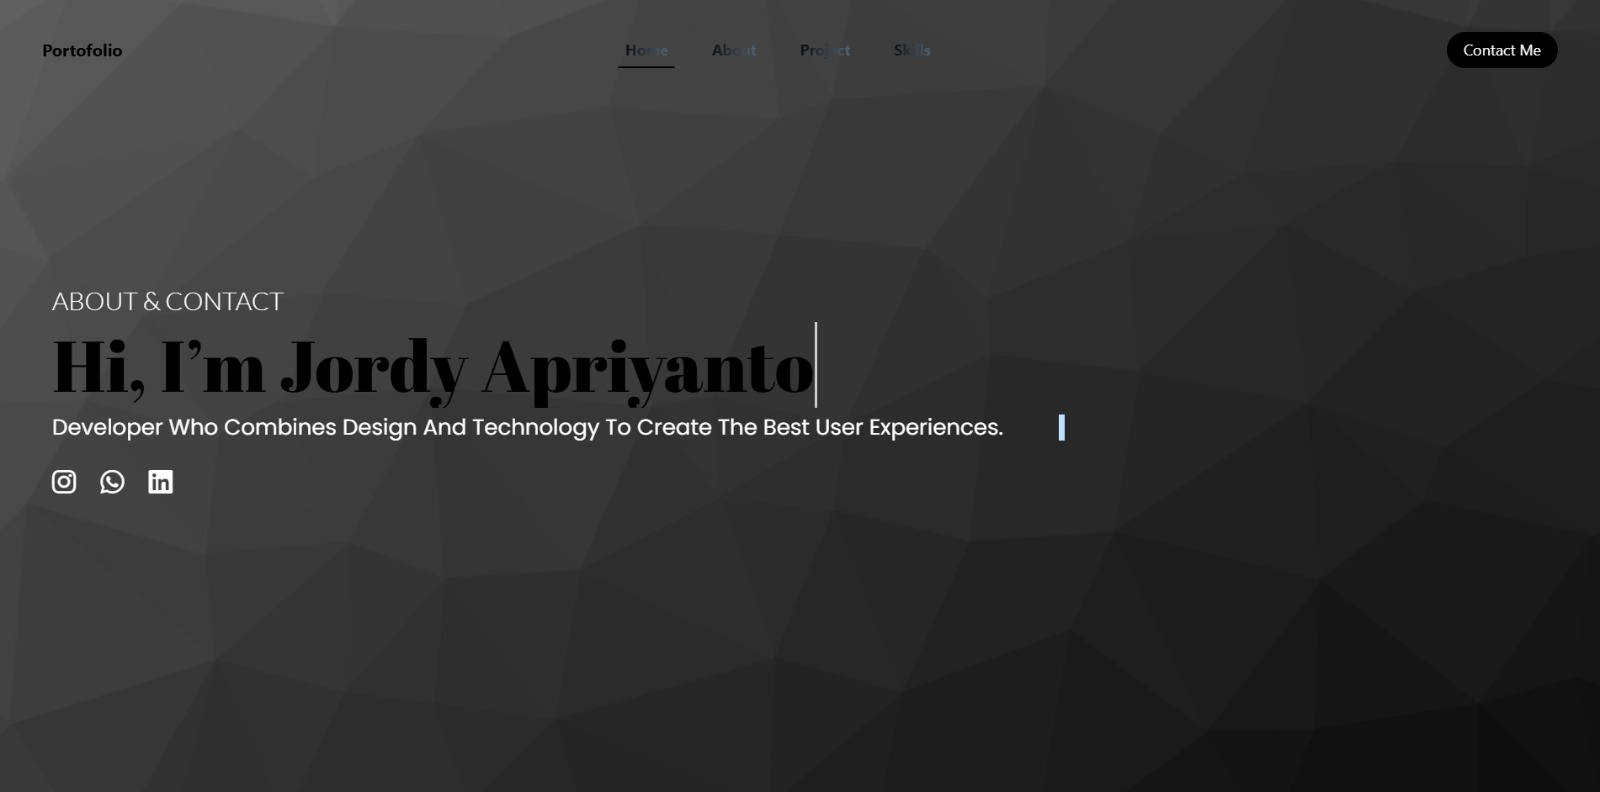 Portofolio
Home About Project Skills
Contact Me
ABOUT & CONTACT
Hi, I’m Jordy Apriyanto
Developer Who Combines Design And Technology To Create The Best User Experiences.